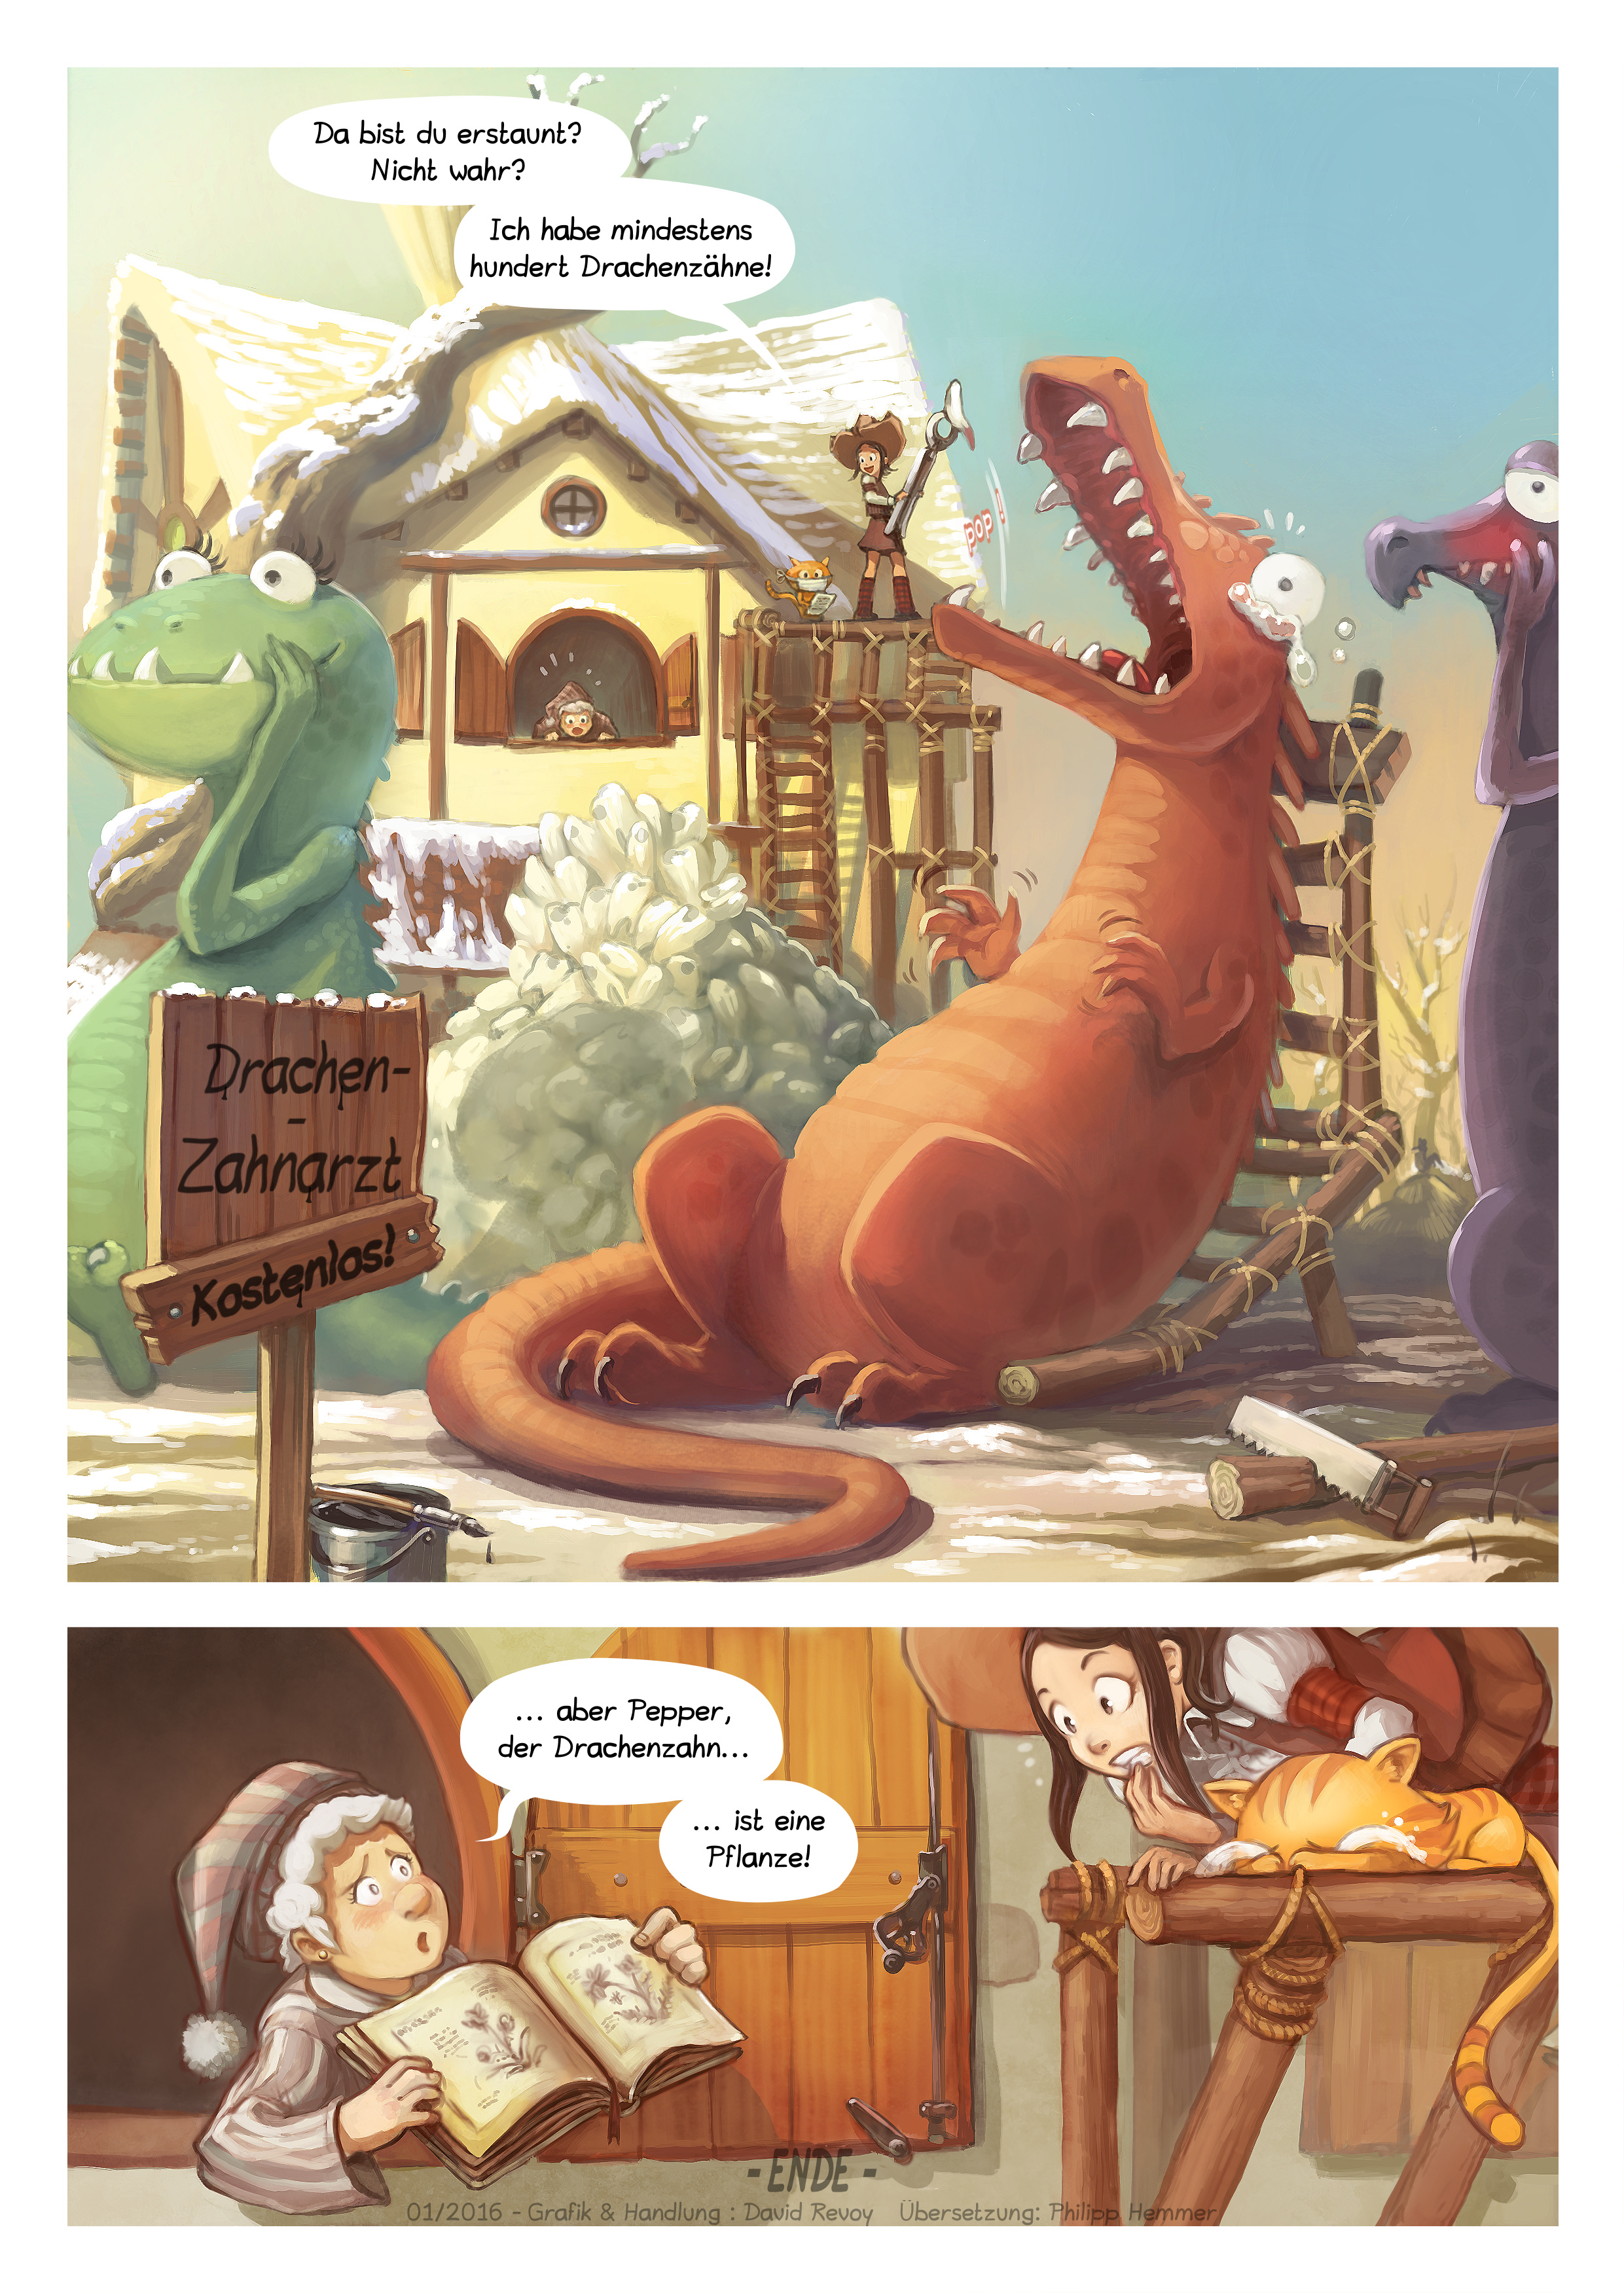 Da bist du erstaunt?
Nicht wahr?
Ich habe mindestens
hundert Drachenzähne!
POP !
Drachen-
-
Zahnarzt
Kostenlos!
... aber Pepper,
der Drachenzahn...
... ist eine
Pflanze!
- ENDE -
01/2016 - Grafik & Handlung : David Revoy Übersetzung: Philipp Hemmer